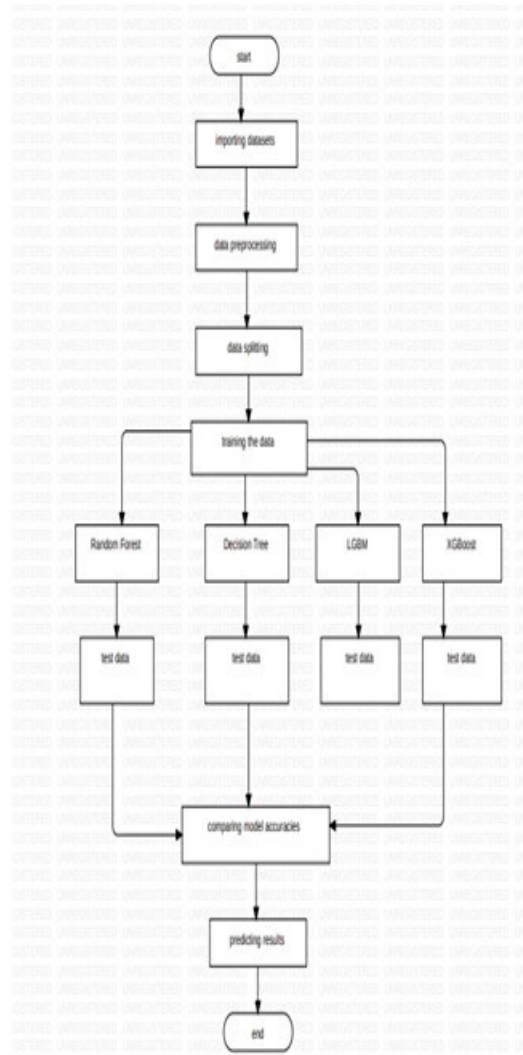 start
importing datasets
data preprocessing
data splitting
training the data
Random Forest
Decision Tree
LGBM
XGBoost
test data
test data
test data
test data
comparing model accuracies
predicting results
end